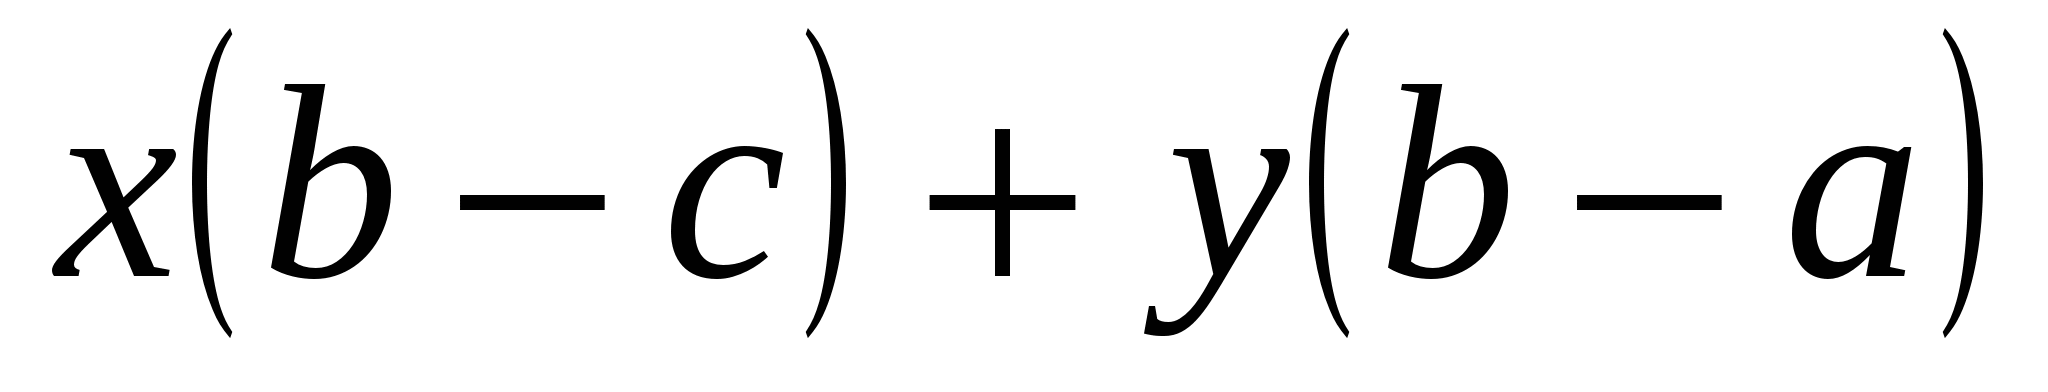 x(b − c) + y(b − a)